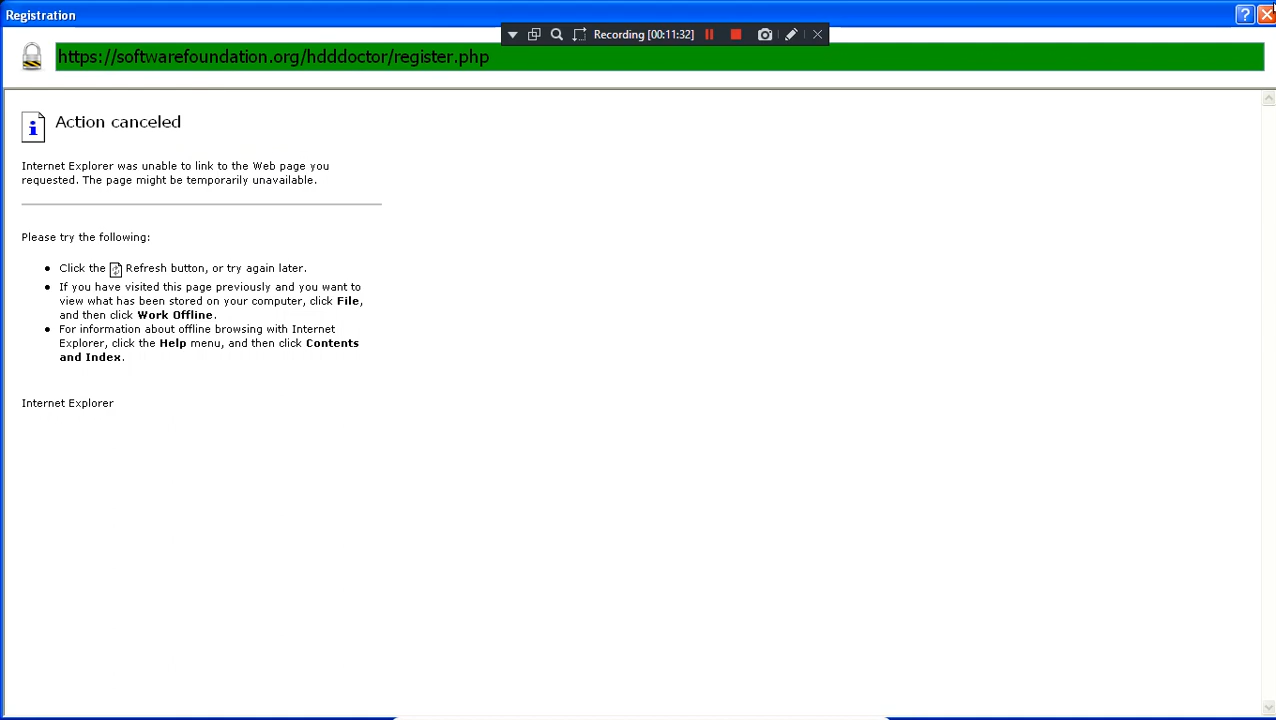 Registration
Recording [00:11:32]
https://softwarefoundation.org/hdddoctor/register.php
Action canceled
Internet Explorer was unable to link to the Web page you
requested. The page might be temporarily unavailable.
Please try the following:
Click the Refresh button, or try again later.
If you have visited this page previously and you want to
view what has been stored on your computer, click File,
and then click Work Offline.
For information about offline browsing with Internet
Explorer, click the Help menu, and then click Contents
and Index.
Internet Explorer